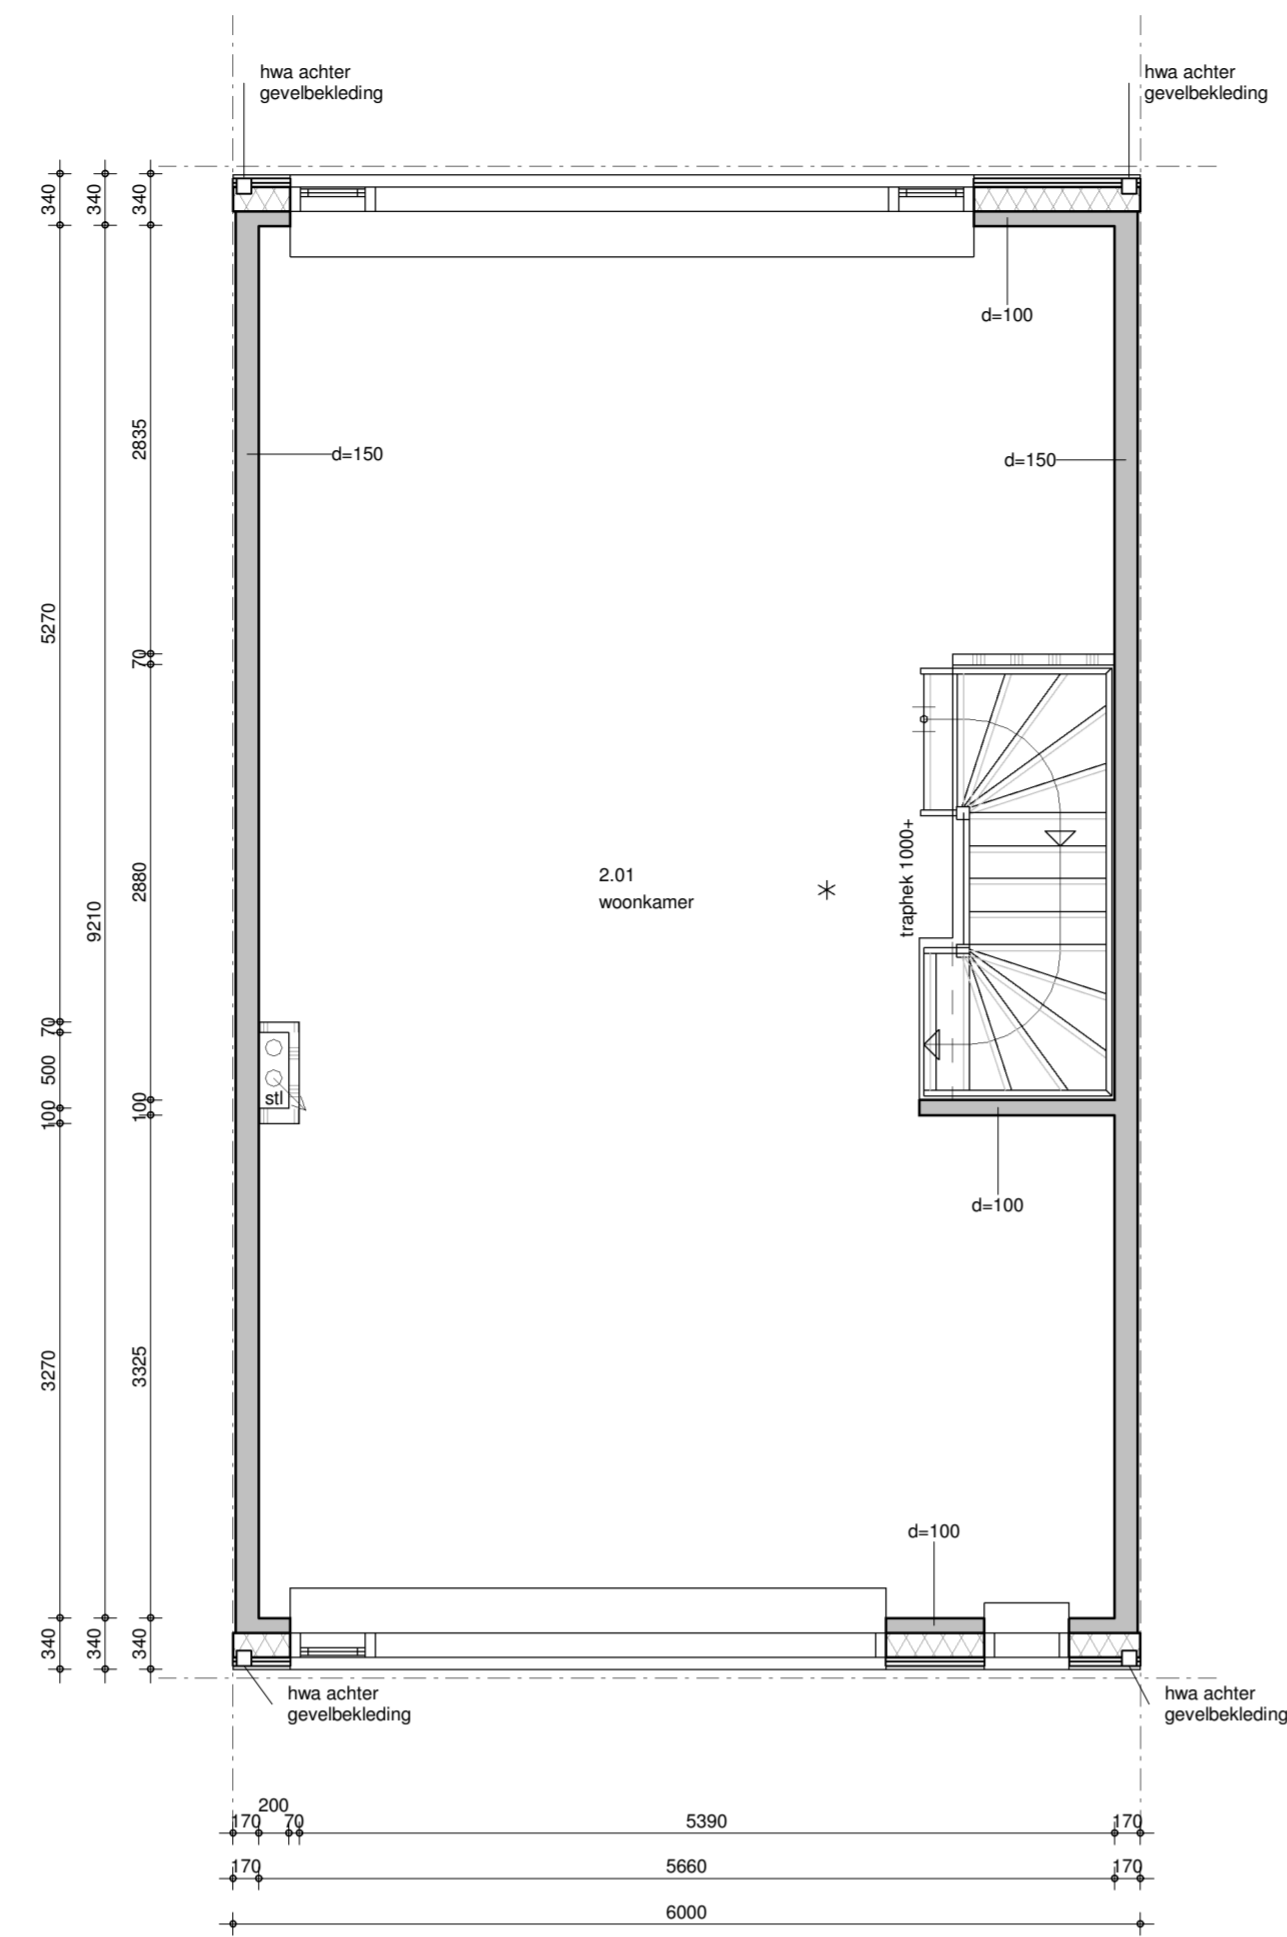 hwa achter
gevelbekleding
hwa achter
gevelbekleding
340
340
340
d=100
2835
d=150
d=150
5270
70
traphek 1000+
2.01
woonkamer
2880
9210
70
500
100
100
stl
d=100
3270
3325
d=100
340
340
340
hwa achter
gevelbekleding
hwa achter
gevelbekleding
200
170
70
5390
170
170
5660
170
6000